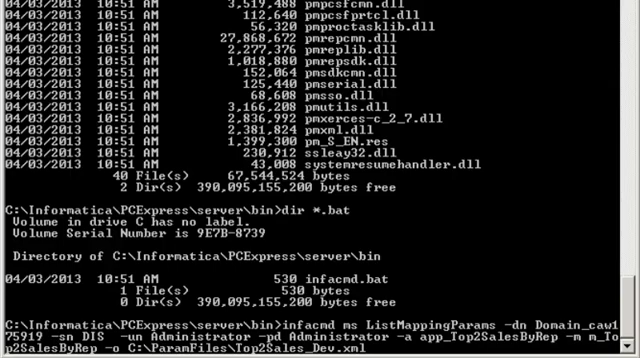 04/03/2013  10:51 AM         3,519,488 pmpcsfcmn.dll
04/03/2013  10:51 AM           112,640 pmpcsfprtcl.dll
04/03/2013  10:51 AM            56,320 pmproctasklib.dll
04/03/2013  10:51 AM        27,868,672 pmrepcmn.dll
04/03/2013  10:51 AM         2,277,376 pmreplib.dll
04/03/2013  10:51 AM         1,018,880 pmrepsdk.dll
04/03/2013  10:51 AM           152,064 pmsdkcmn.dll
04/03/2013  10:51 AM           125,440 pmserial.dll
04/03/2013  10:51 AM            68,608 pmsso.dll
04/03/2013  10:51 AM         3,166,208 pmutils.dll
04/03/2013  10:51 AM         2,836,992 pmxerces-c_2_7.dll
04/03/2013  10:51 AM         2,381,824 pmxml.dll
04/03/2013  10:51 AM         1,399,300 pm_S_EN.res
04/03/2013  10:51 AM           230,912 ssleay32.dll
04/03/2013  10:51 AM            43,008 systemresumehandler.dll
40 File(s)     67,544,524 bytes
2 Dir(s)  390,095,155,200 bytes free
C:\Informatica\PCExpress\server\bin>dir *.bat
Volume in drive C has no label.
Volume Serial Number is 9E7B-8739
Directory of C:\Informatica\PCExpress\server\bin
04/03/2013  10:51 AM               530 infacmd.bat
1 File(s)            530 bytes
0 Dir(s)  390,095,155,200 bytes free
C:\Informatica\PCExpress\server\bin>infacmd ms ListMappingParams -dn Domain_caw1
75919 -sn DIS  -un Administrator -pd Administrator -a app_Top2SalesByRep -m m_To
p2SalesByRep -o C:\ParamFiles\Top2Sales_Dev.xml